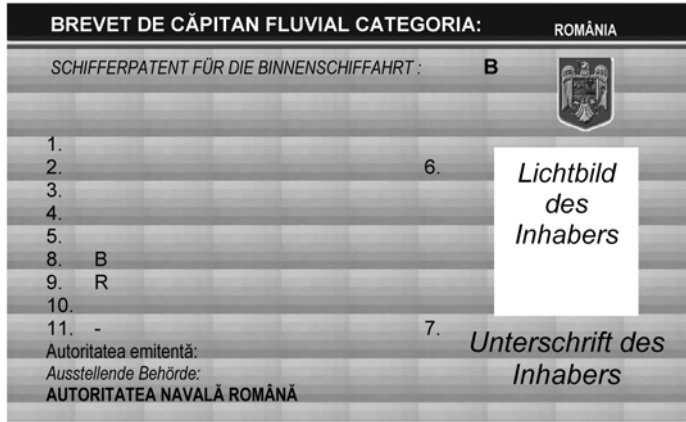 BREVET DE CĂPITAN FLUVIAL CATEGORIA: ROMÂNIA
SCHIFFERPATENT FÜR DIE BINNENSCHIFFAHRT : B
1.
2.
6.
3.
4.
5.
8. B
9. R
10.
11. -
Lichtbild
des
Inhabers
7.
Unterschrift des
Inhabers
Autoritatea emitentă:
Ausstellende Behörde:
AUTORITATEA NAVALĂ ROMÂNĂ